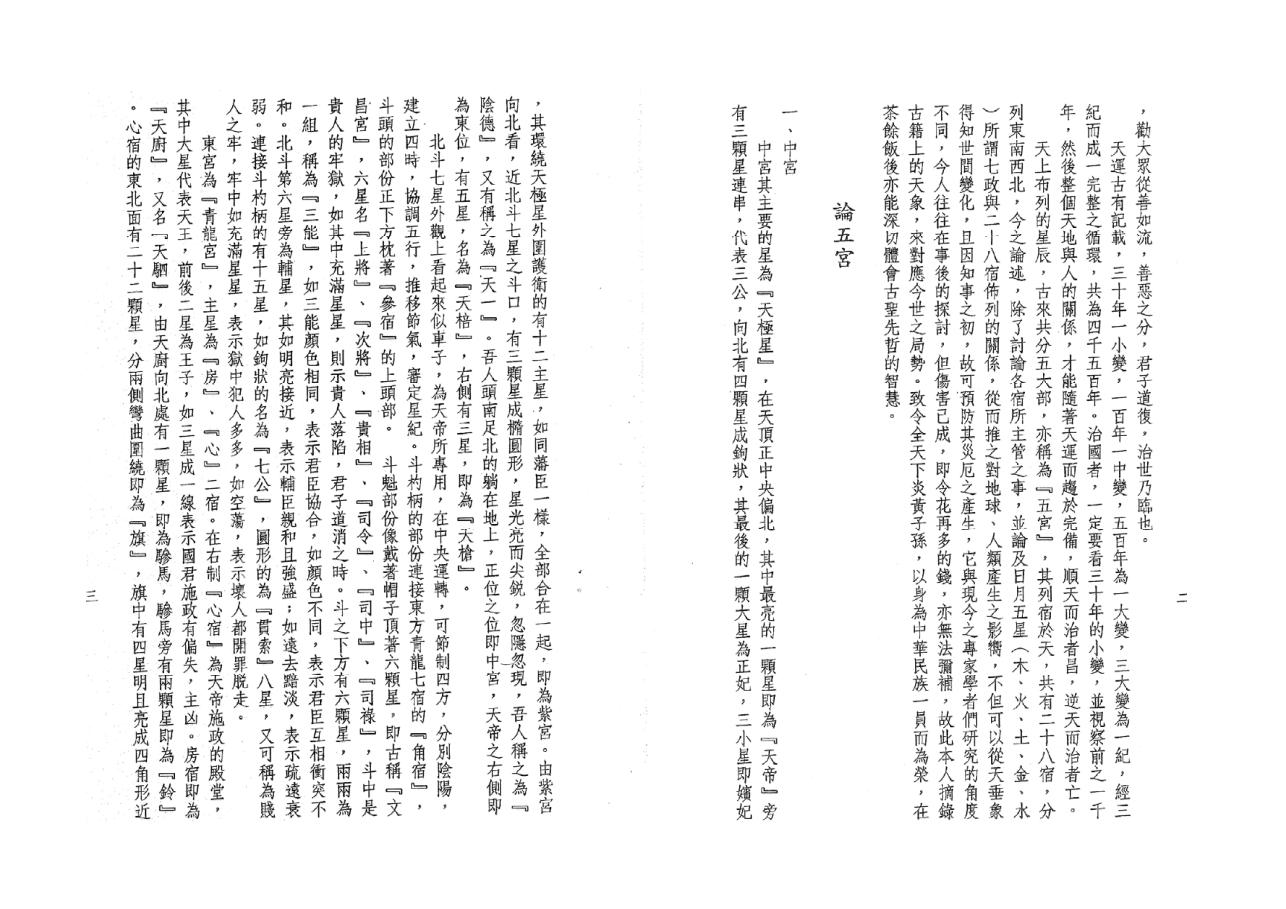 二
，勸大眾從善如流，善惡之分，君子道復，治世乃臨也。
天運古有記載，三十年一小變，一百年一中變，五百年為一大變，三大變為一紀，經三
紀而成一完整之循環，共為四千五百年。治國者，一定要看三十年的小變，並視察前之一千
年，然後整個天地與人的關係，才能隨著天運而趨於完備，順天而治者昌，逆天而治者亡。
天上布列的星辰，古來共分五大部，亦稱為『五宮』，其列宿於天，共有二十八宿，分
列東南西北，今之論述，除了討論各宿所主管之事，並論及日月五星（木、火、土、金、水
）所謂七政與二十八宿佈列的關係，從而推之對地球、人類產生之影嚮，不但可以從天垂象
得知世間變化，且因知事之初，故可預防其災厄之產生，它與現今之專家學者們研究的角度
不同，今人往往在事後的探討，但傷害已成，即令花再多的錢，亦無法彌補，故此本人摘錄
古籍上的天象，來對應今世之局勢。致令全天下炎黃子孫，以身為中華民族一員而為榮，在
茶餘飯後亦能深切體會古聖先哲的智慧。
論五宮
一、中宮
中宮其主要的星為『天極星』，在天頂正中央偏北，其中最亮的一顆星即為『天帝』旁
有三顆星連串，代表三公，向北有四顆星成鉤狀，其最後的一顆大星為正妃，三小星即嬪妃
，其環繞天極星外圍護衛的有十二主星，如同藩臣一樣，全部合在一起，即為紫宮。由紫宮
向北看，近北斗七星之斗口，有三顆星成橢圓形，星光亮而尖銳，忽隱忽現，吾人稱之為『
陰德』，又有稱之為『天一』。吾人頭南足北的躺在地上，正位之位即中宮，天帝之右側即
為東位，有五星，名為『天棓』，右側有三星，即為『天槍』。
北斗七星外觀上看起來似車子，為天帝所專用，在中央運轉，可節制四方，分別陰陽，
建立四時，協調五行，推移節氣，審定星紀。斗杓柄的部份連接東方青龍七宿的『角宿』，
斗頭的部份正下方枕著『參宿』的上頭部。　斗魁部份像戴著帽子頂著六顆星，即古稱『文
昌宮』，六星名『上將』、『次將』、『貴相』、『司令』、『司中』、『司祿』，斗中是
貴人的牢獄，如其中充滿星星，則示貴人落陷，君子道消之時。斗之下方有六顆星，兩兩為
一組，稱為『三能』，如三能顏色相同，表示君臣協合，如顏色不同，表示君臣互相衝突不
和。北斗第六星旁為輔星，其如明亮接近，表示輔臣親和且強盛；如遠去黯淡，表示疏遠衰
弱。連接斗杓柄的有十五星，如鉤狀的名為『七公』，圓形的為『貫索』八星，又可稱為賤
人之牢，牢中如充滿星星，表示獄中犯人多多，如空蕩，表示壞人都開罪脫走。
東宮為『青龍宮』，主星為『房』、『心』二宿。在右制『心宿』為天帝施政的殿堂，
其中大星代表天王，前後二星為王子，如三星成一線表示國君施政有偏失，主凶。房宿即為
『天廚』，又名『天駟』，由天廚向北處有一顆星，即為驂馬，驂馬旁有兩顆星即為『鈴』
。心宿的東北面有二十二顆星，分兩側彎曲圍繞即為『旗』，旗中有四星明且亮成四角形近
三